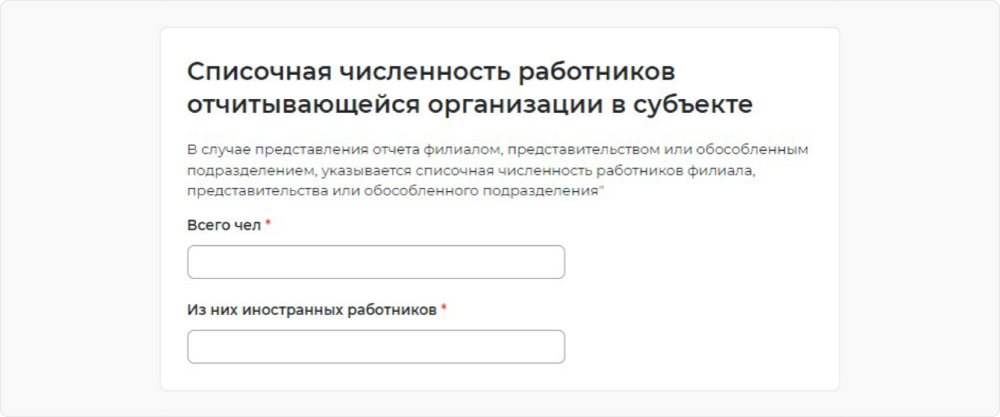 Списочная численность работников
отчитывающейся организации в субъекте
В случае представления отчета филиалом, представительством или обособленным
подразделением, указывается списочная численность работников филиала,
представительства или обособленного подразделения"
Всего чел *
Из них иностранных работников *